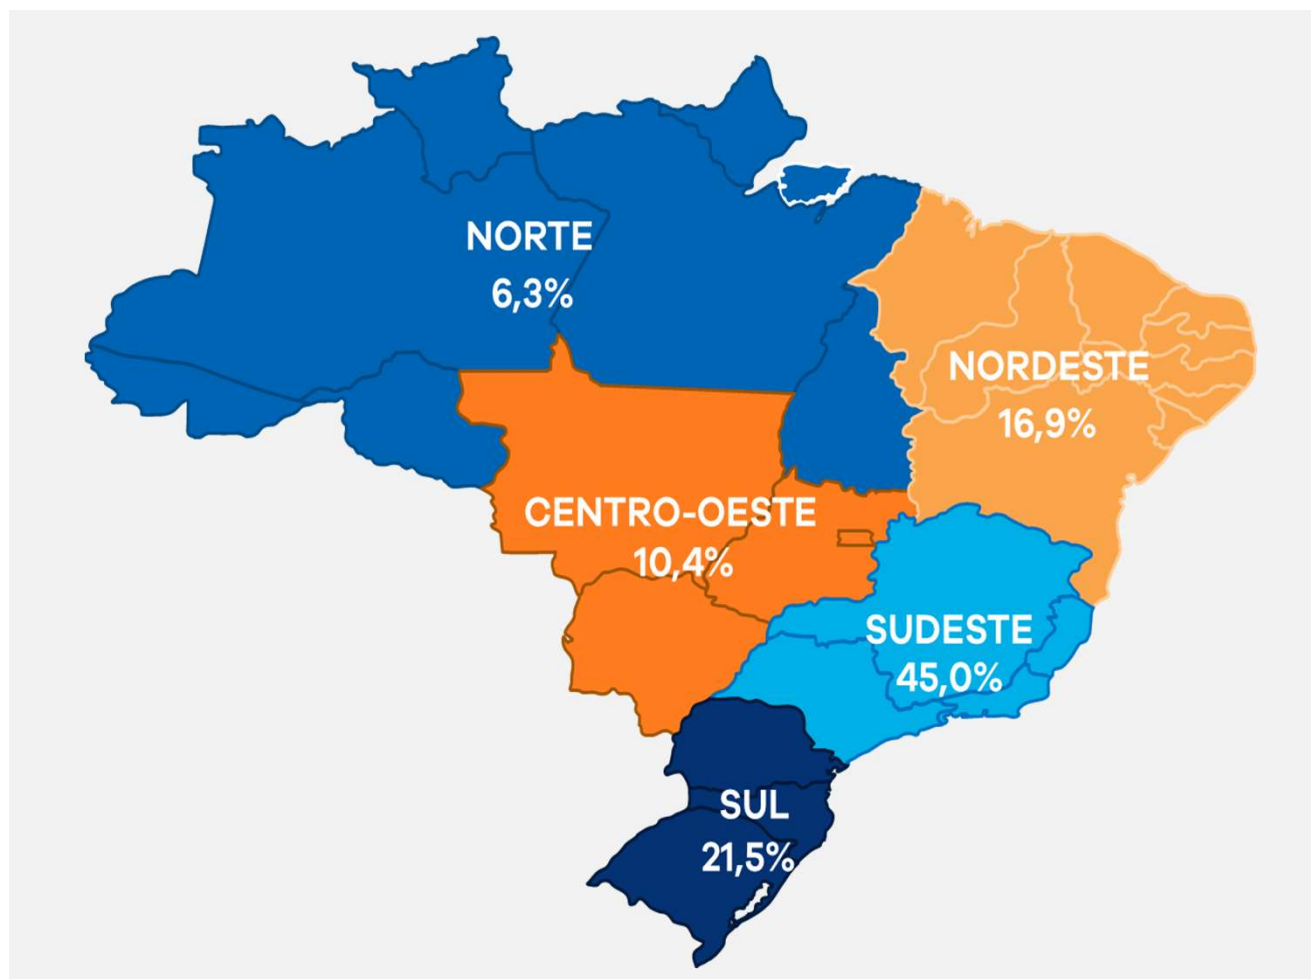 NORTE
6,3%
NORDESTE
16,9%
CENTRO-OESTE
10,4%
SUDESTE
45,0%
SUL
21,5%